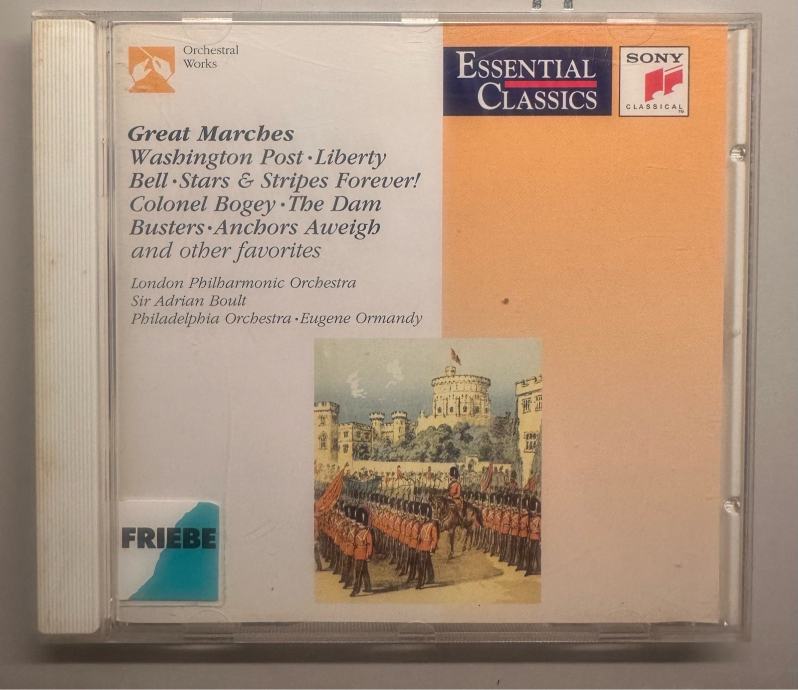 Orchestral
Works
ESSENTIAL
CLASSICS
SONY
CLASSICAL™
Great Marches
Washington Post · Liberty
Bell · Stars & Stripes Forever!
Colonel Bogey · The Dam
Busters · Anchors Aweigh
and other favorites
London Philharmonic Orchestra
Sir Adrian Boult
Philadelphia Orchestra · Eugene Ormandy
FRIEBE